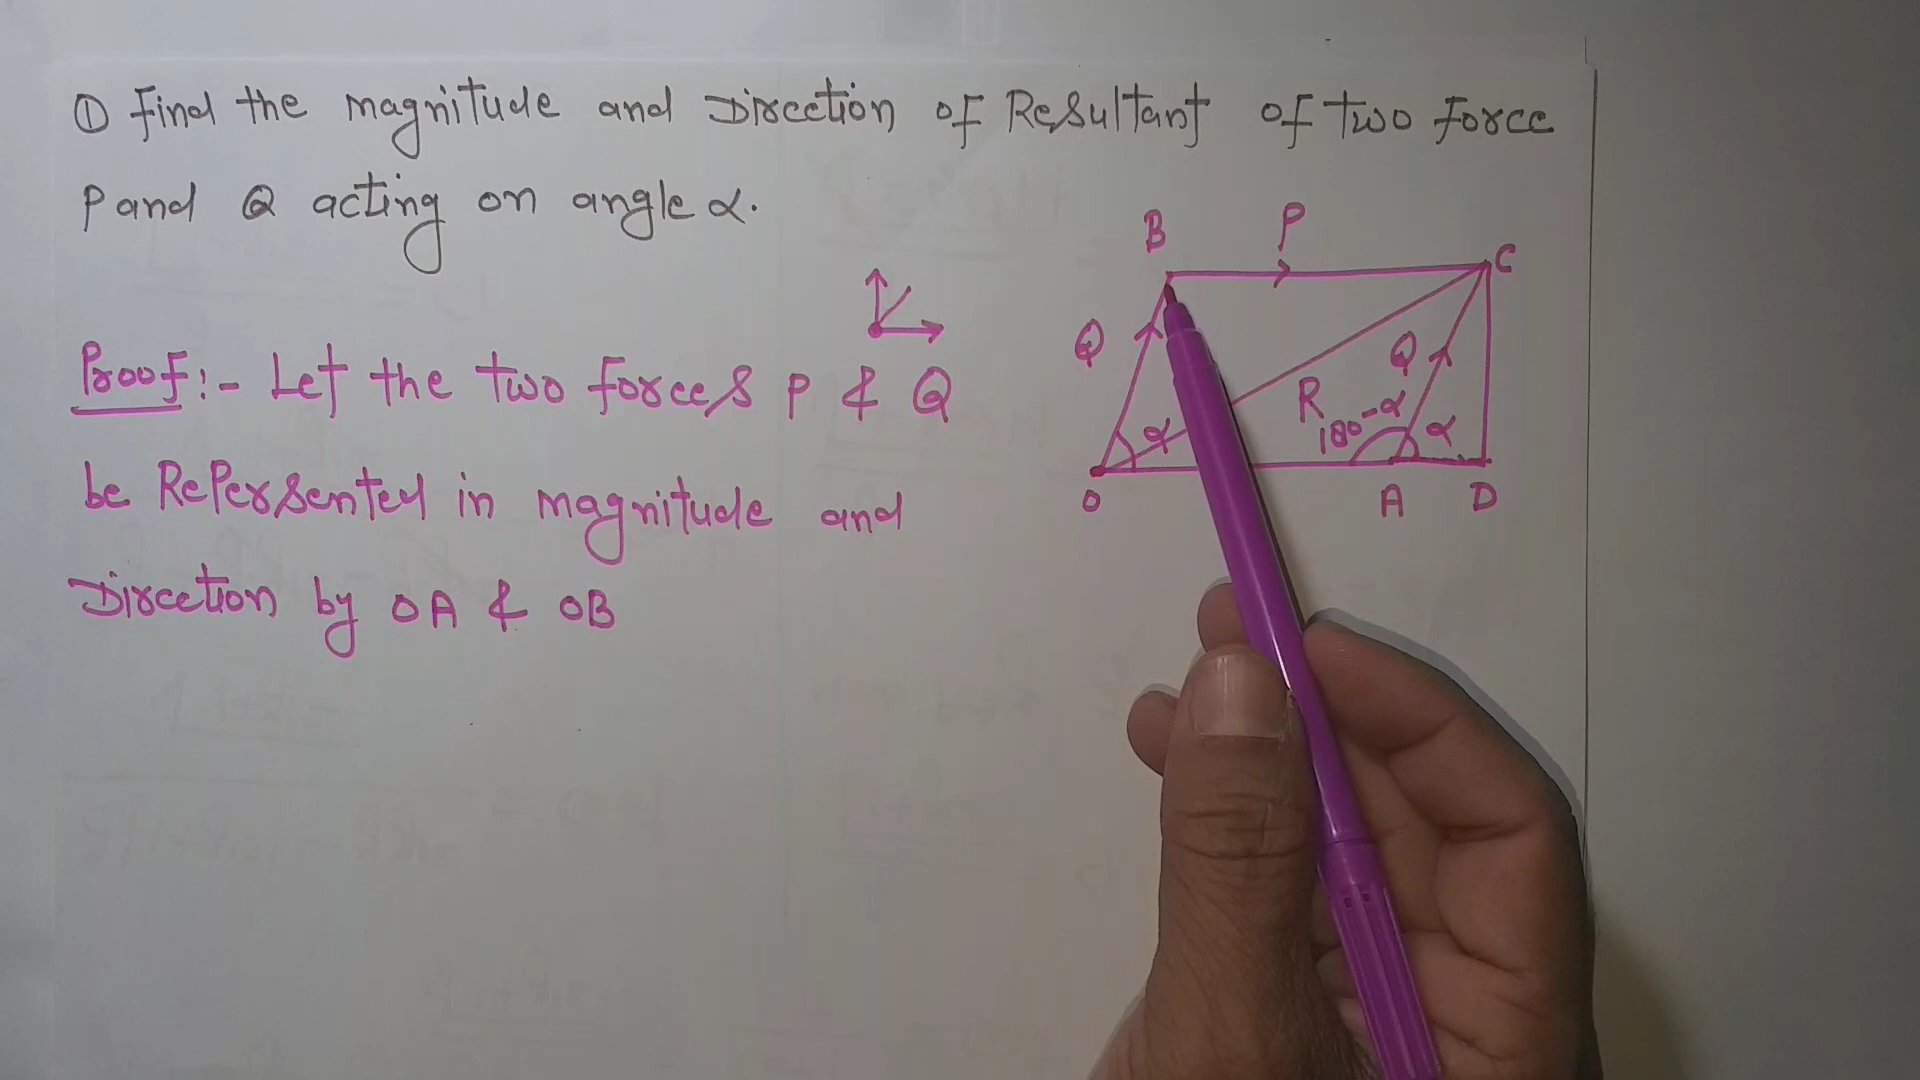 ① Find the magnitude and Direction of Resultant of two force
P and Q acting on angle α.
Proof:- Let the two forces P & Q
be Repersented in magnitude and
Direction by OA & OB
B P C
Q Q
R
α 180-α α
O A D